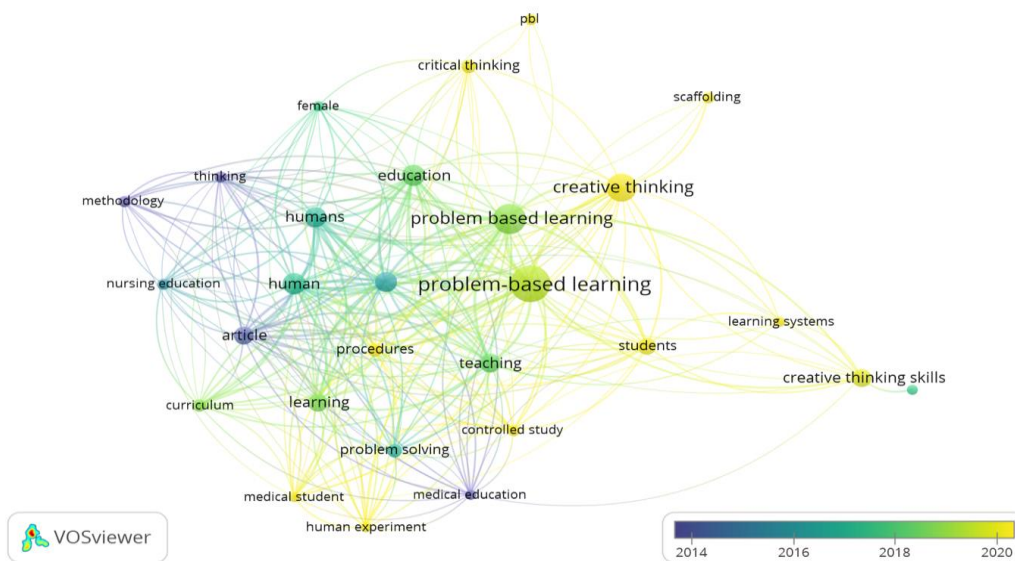 pbl
critical thinking
scaffolding
female
thinking
education
creative thinking
methodology
humans
problem based learning
nursing education
human
problem-based learning
learning systems
article
procedures
students
teaching
creative thinking skills
curriculum
learning
controlled study
problem solving
medical student
medical education
human experiment
VOSviewer
2014
2016
2018
2020